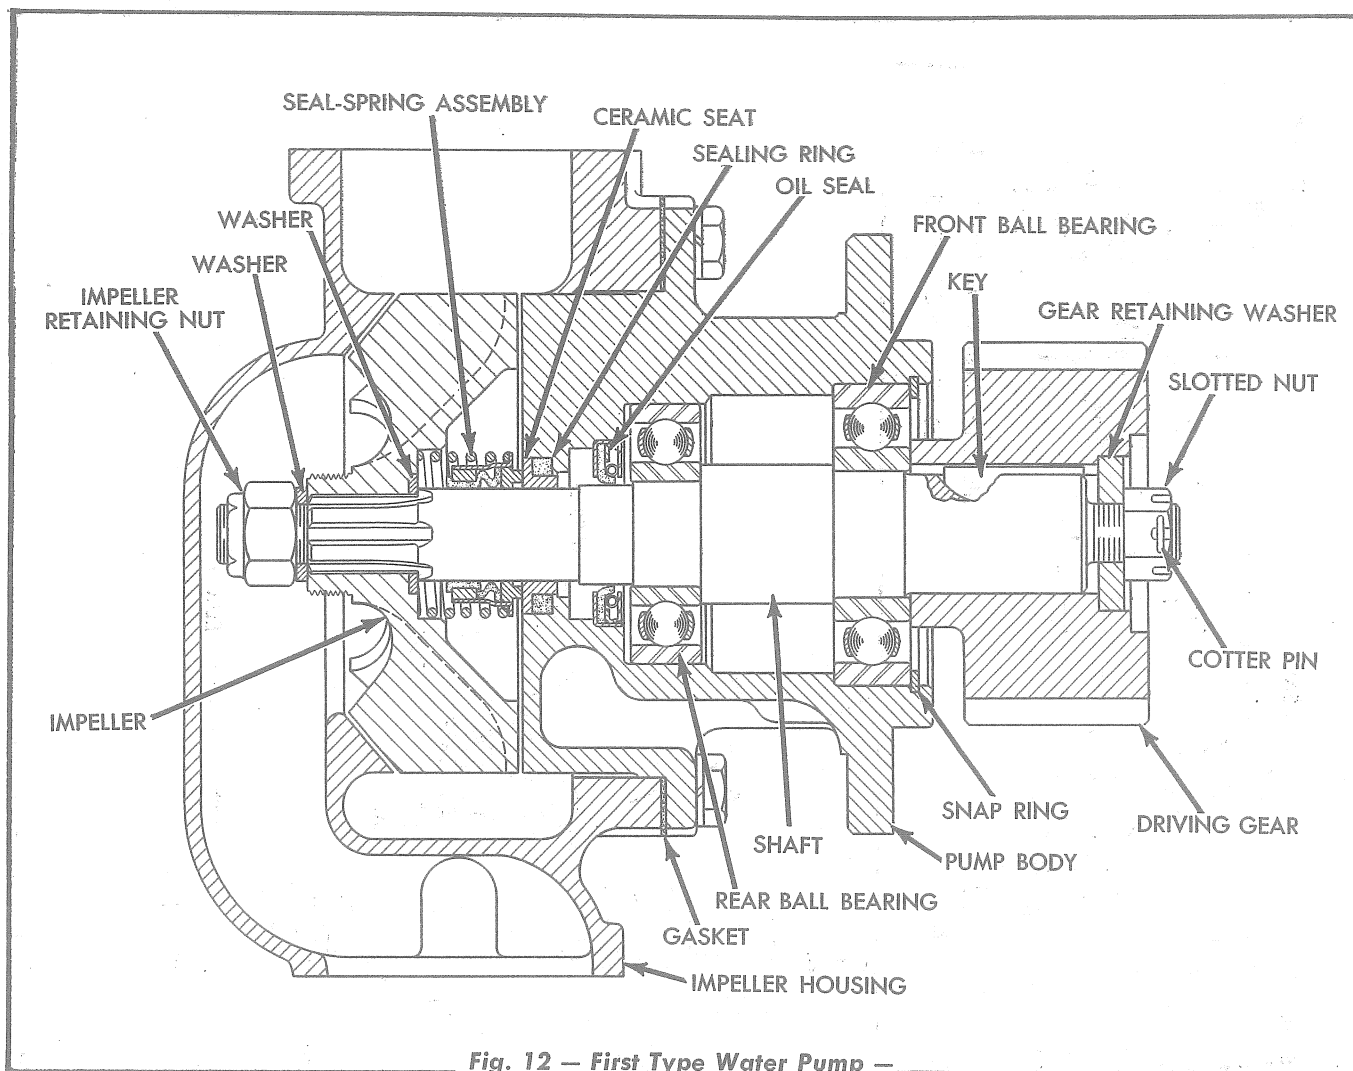 SEAL-SPRING ASSEMBLY
CERAMIC SEAT
SEALING RING
OIL SEAL
WASHER
FRONT BALL BEARING
WASHER
KEY
IMPELLER
RETAINING NUT
GEAR RETAINING WASHER
SLOTTED NUT
COTTER PIN
IMPELLER
SNAP RING
DRIVING GEAR
SHAFT
PUMP BODY
REAR BALL BEARING
GASKET
IMPELLER HOUSING
Fig. 12 — First Type Water Pump —